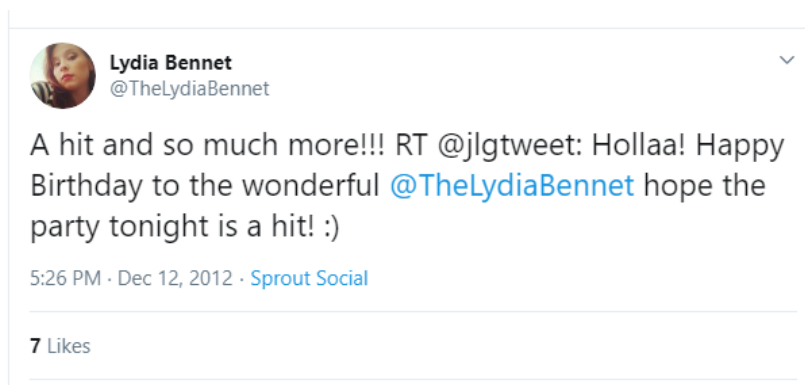 Lydia Bennet
@TheLydiaBennet
A hit and so much more!!! RT @jlgtweet: Hollaa! Happy
Birthday to the wonderful @TheLydiaBennet hope the
party tonight is a hit! :)
5:26 PM · Dec 12, 2012 · Sprout Social
7 Likes